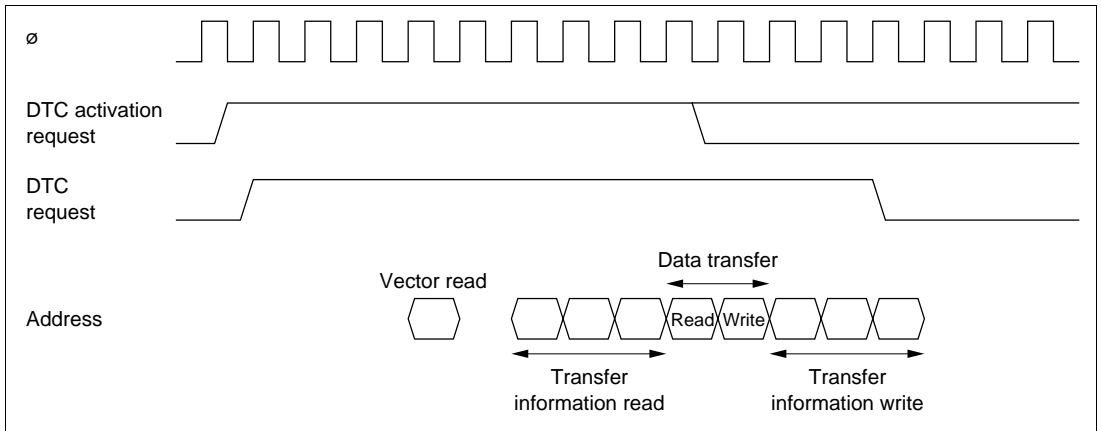 ø
DTC activation
request
DTC
request
Data transfer
Vector read
Address
Read Write
Transfer
information read
Transfer
information write